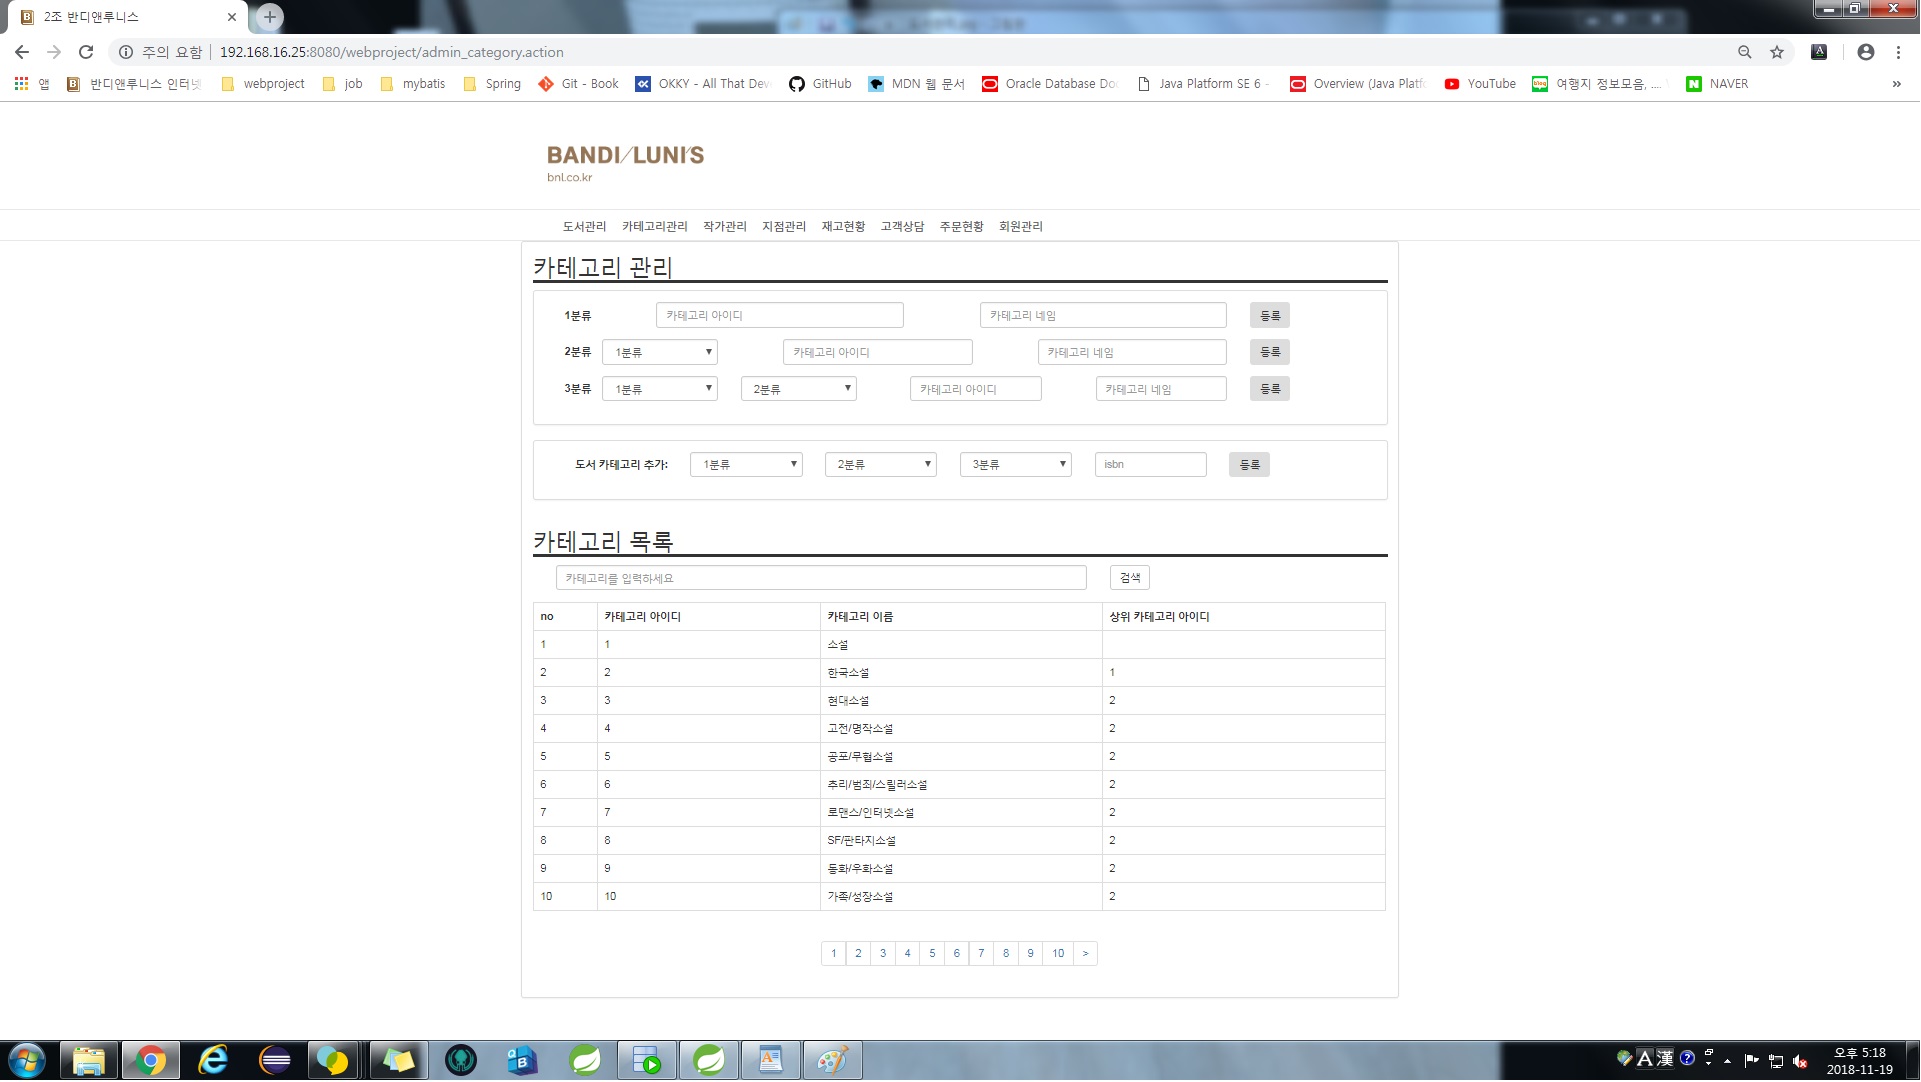 2조 반디앤루니스
주의 요함 192.168.16.25:8080/webproject/admin_category.action
앱 반디앤루니스 인터넷 webproject job mybatis Spring Git - Book OKKY - All That Dev GitHub MDN 웹 문서 Oracle Database Do Java Platform SE 6 - Overview (Java Platf YouTube 여행지 정보모음, .... NAVER »
BANDI/LUNI'S
bnl.co.kr
도서관리 카테고리관리 작가관리 지점관리 재고현황 고객상담 주문현황 회원관리
카테고리 관리
1분류 카테고리 아이디 카테고리 네임 등록
2분류 1분류 카테고리 아이디 카테고리 네임 등록
3분류 1분류 2분류 카테고리 아이디 카테고리 네임 등록
도서 카테고리 추가: 1분류 2분류 3분류 isbn 등록
카테고리 목록
카테고리를 입력하세요 검색
no 카테고리 아이디 카테고리 이름 상위 카테고리 아이디
1 1 소설
2 2 한국소설 1
3 3 현대소설 2
4 4 고전/명작소설 2
5 5 공포/무협소설 2
6 6 추리/범죄/스릴러소설 2
7 7 로맨스/인터넷소설 2
8 8 SF/판타지소설 2
9 9 동화/우화소설 2
10 10 가족/성장소설 2
1 2 3 4 5 6 7 8 9 10 >
A 漢 오후 5:18
2018-11-19